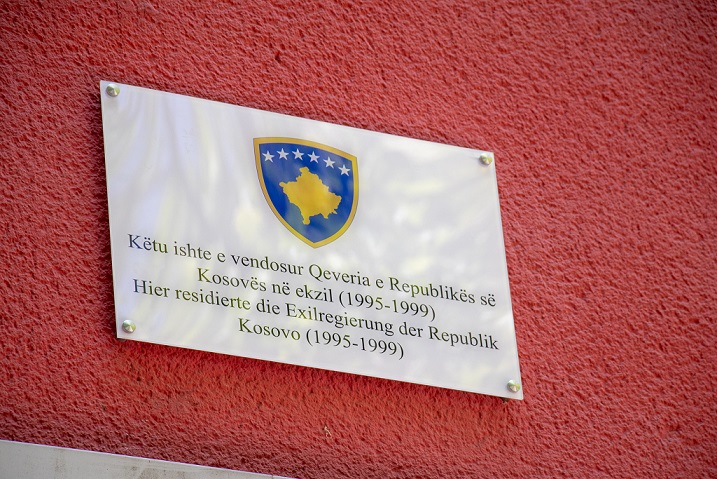 Këtu ishte e vendosur Qeveria e Republikës së
Kosovës në ekzil (1995-1999)
Hier residierte die Exilregierung der Republik
Kosovo (1995-1999)